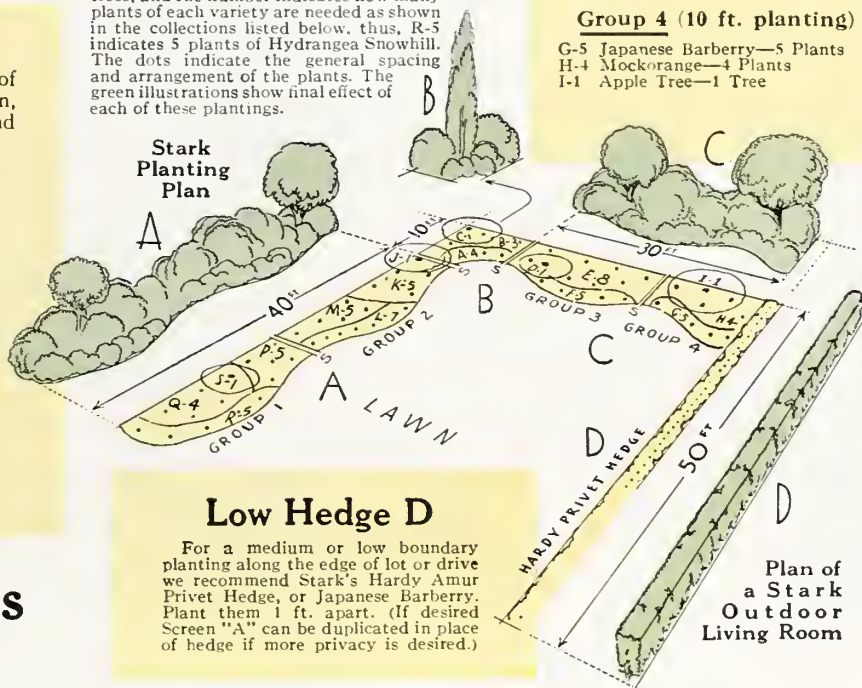 plants of each variety are needed as shown
in the collections listed below. thus, R-5
indicates 5 plants of Hydrangea Snowhill.
The dots indicate the general spacing
and arrangement of the plants. The
green illustrations show final effect of
each of these plantings.
of
n,
nd
Group 4 (10 ft. planting)
G-5 Japanese Barberry—5 Plants
H-4 Mockorange—4 Plants
I-1 Apple Tree—1 Tree
Stark
Planting
Plan
A
B
C
10 FT
40 FT
30 FT
C-1
B-3
A-4
J-1
K-5
M-5
L-7
P-5
S-1
Q-4
R-5
E-8
F-5
I-1
G-5
H-4
S
S
S
S
GROUP 1
GROUP 2
GROUP 3
GROUP 4
A
B
C
LAWN
D
HARDY PRIVET HEDGE
50 FT
D
Low Hedge D
For a medium or low boundary
planting along the edge of lot or drive
we recommend Stark's Hardy Amur
Privet Hedge, or Japanese Barberry.
Plant them 1 ft. apart. (If desired
Screen "A" can be duplicated in place
of hedge if more privacy is desired.)
s
Plan of
a Stark
Outdoor
Living Room